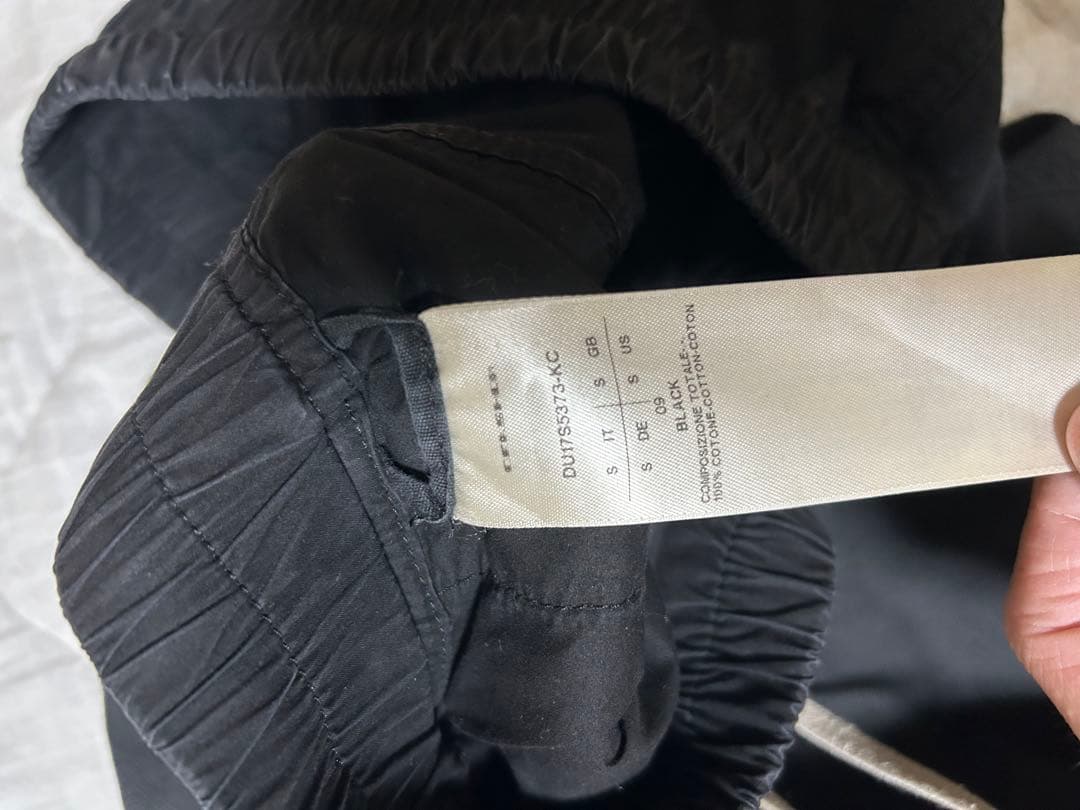 DU17S5373-KC
S IT S GB
S DE S US
09
BLACK
COMPOSIZIONE TOTALE:
100% COTONE-COTTON-COTON